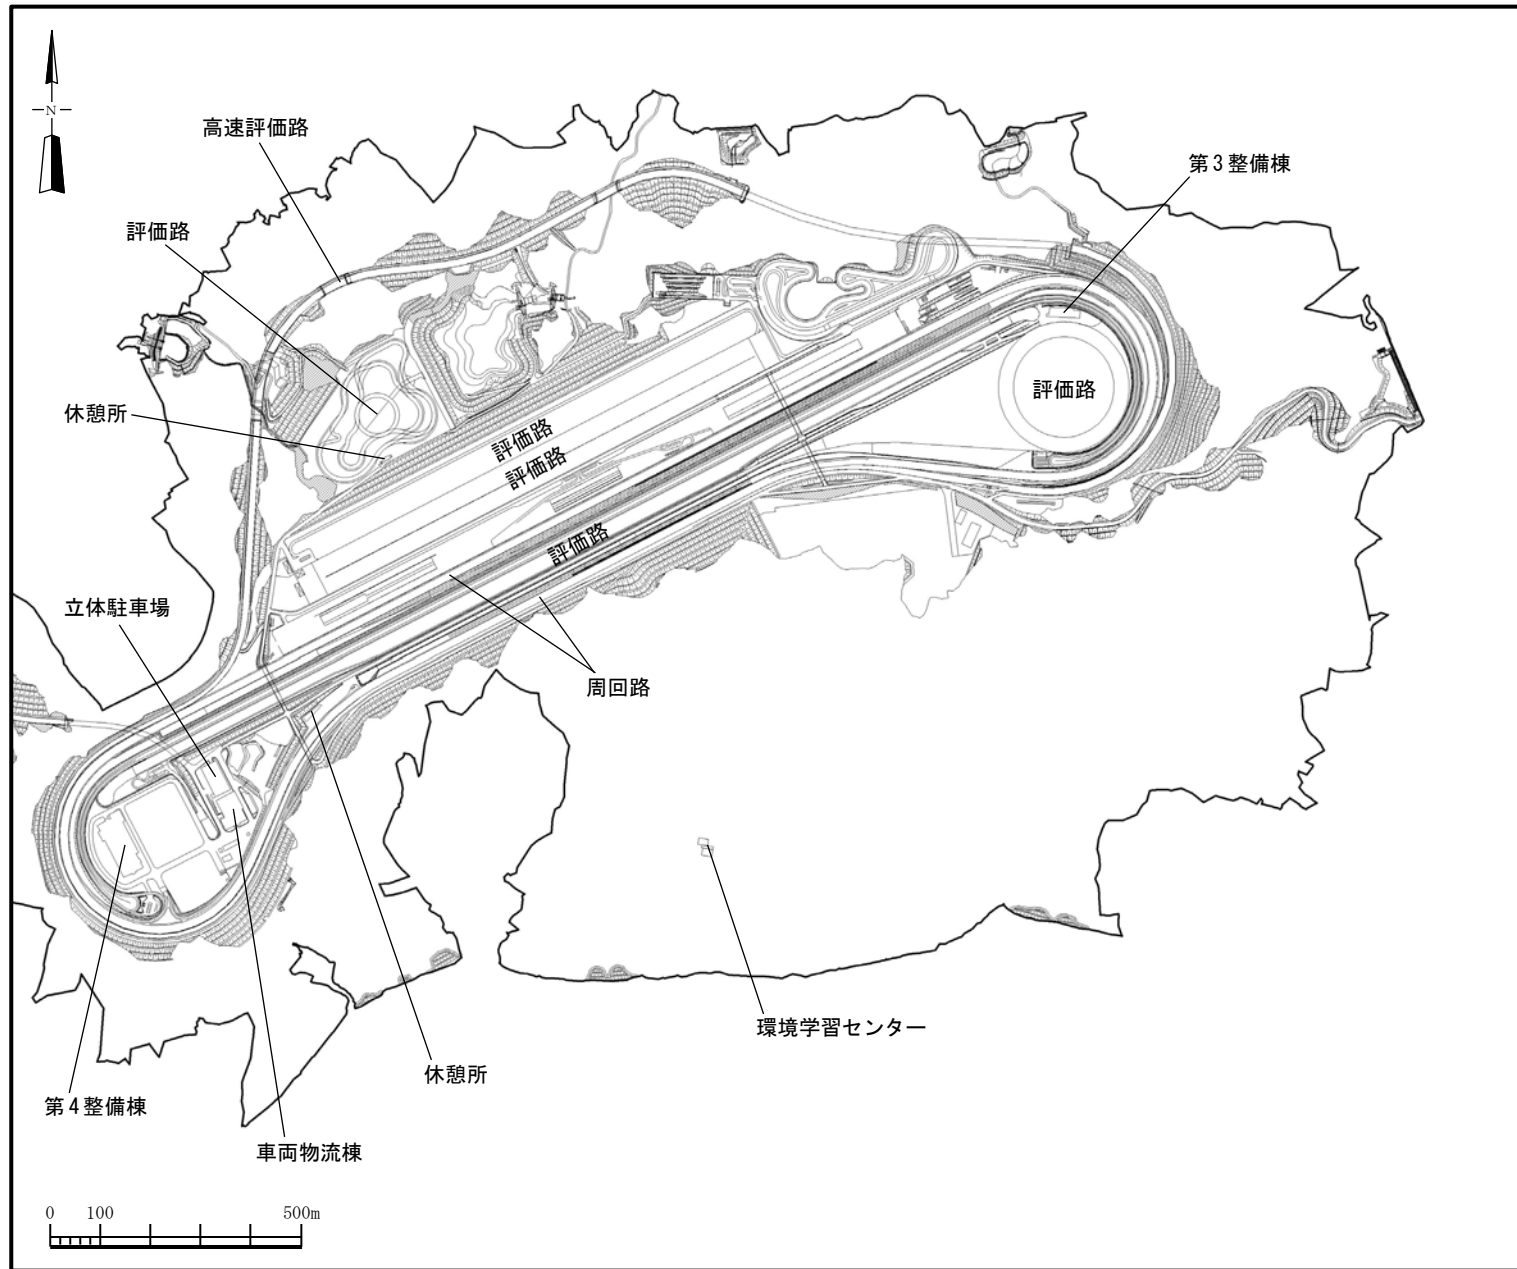 N
高速評価路
第3整備棟
評価路
評価路
休憩所
評価路
評価路
評価路
立体駐車場
周回路
環境学習センター
休憩所
第4整備棟
車両物流棟
0 100 500m